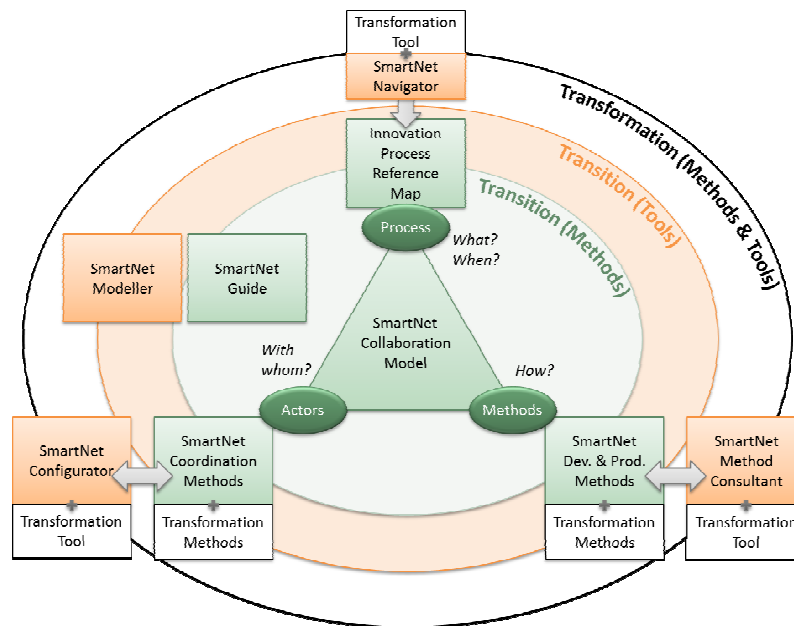 Transformation
Tool
SmartNet
Navigator
Transformation (Methods & Tools)
Transition (Tools)
Transition (Methods)
Innovation
Process
Reference
Map
Process
What?
When?
SmartNet
Modeller
SmartNet
Guide
SmartNet
Collaboration
Model
With
whom?
How?
Actors
Methods
SmartNet
Configurator
SmartNet
Coordination
Methods
SmartNet
Dev. & Prod.
Methods
SmartNet
Method
Consultant
Transformation
Tool
Transformation
Methods
Transformation
Methods
Transformation
Tool